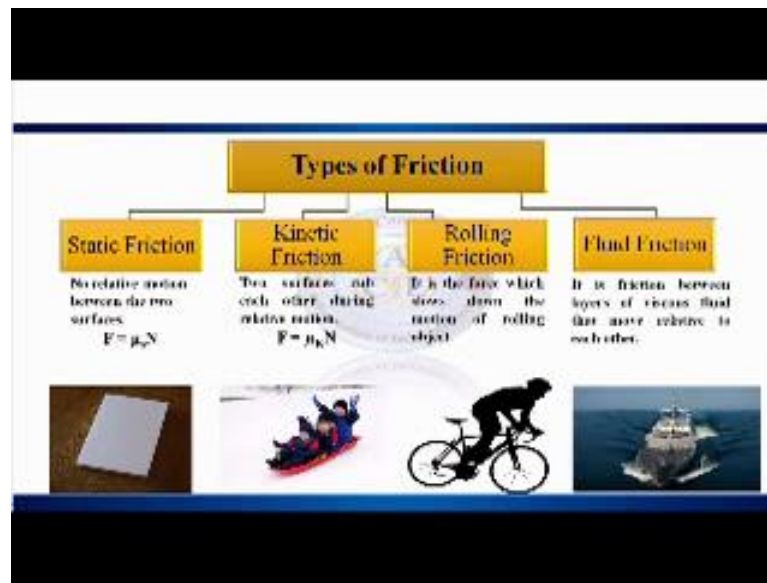 Types of Friction
Static Friction
No relative motion
between the two
surfaces.
F = μsN
Kinetic
Friction
Two surfaces rub
each other during
relative motion.
F = μKN
Rolling
Friction
It is the force which
slows down the
motion of rolling
object.
Fluid Friction
It is friction between
layers of viscous fluid
that move relative to
each other.